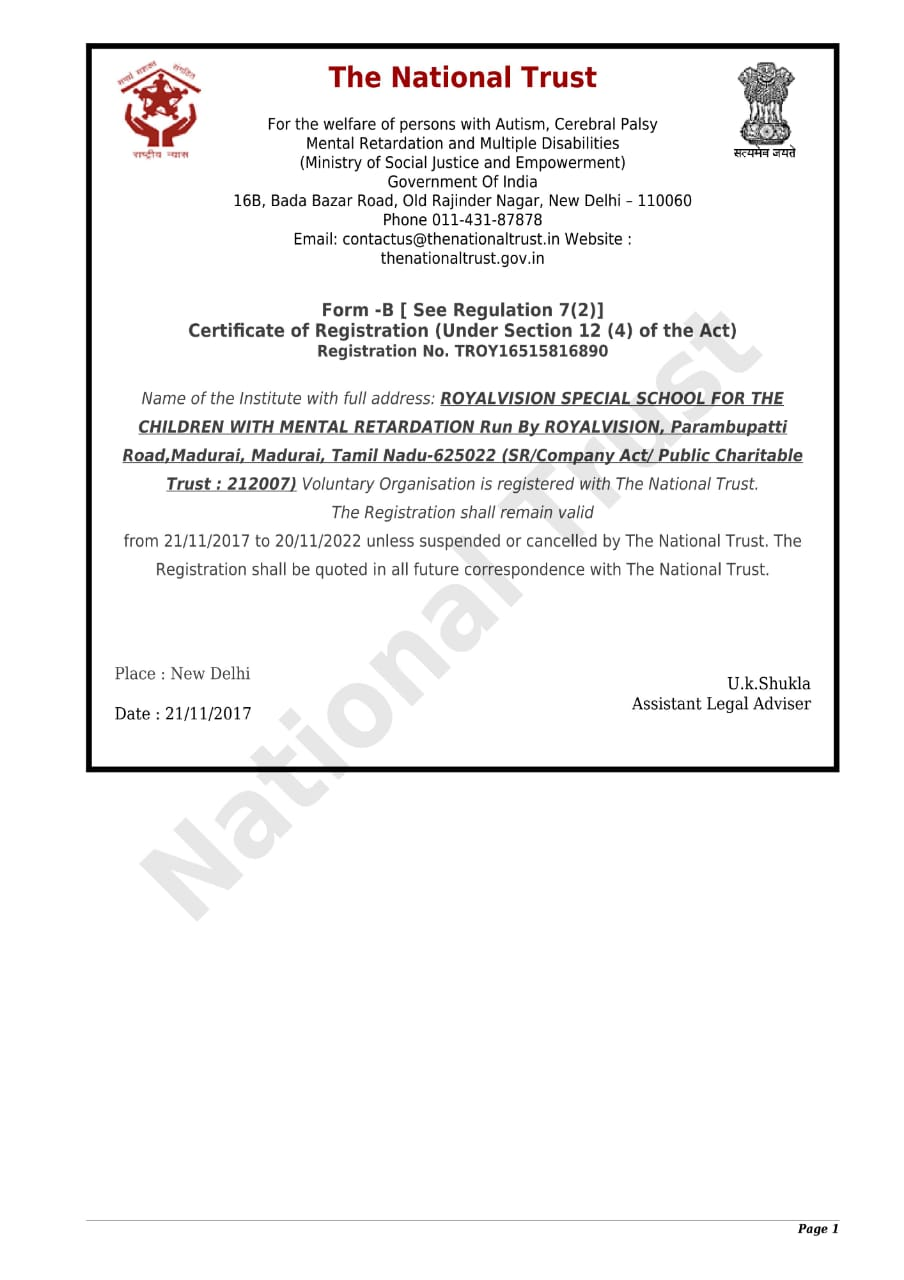 The National Trust
समर्था सशक्त संगठित
राष्ट्रीय न्यास
सत्यमेव जयते
For the welfare of persons with Autism, Cerebral Palsy
Mental Retardation and Multiple Disabilities
(Ministry of Social Justice and Empowerment)
Government Of India
16B, Bada Bazar Road, Old Rajinder Nagar, New Delhi – 110060
Phone 011-431-87878
Email: contactus@thenationaltrust.in Website :
thenationaltrust.gov.in
Form -B [ See Regulation 7(2)]
Certificate of Registration (Under Section 12 (4) of the Act)
Registration No. TROY16515816890
Name of the Institute with full address: ROYALVISION SPECIAL SCHOOL FOR THE
CHILDREN WITH MENTAL RETARDATION Run By ROYALVISION, Parambupatti
Road,Madurai, Madurai, Tamil Nadu-625022 (SR/Company Act/ Public Charitable
Trust : 212007) Voluntary Organisation is registered with The National Trust.
The Registration shall remain valid
from 21/11/2017 to 20/11/2022 unless suspended or cancelled by The National Trust. The
Registration shall be quoted in all future correspondence with The National Trust.
Place : New Delhi
U.k.Shukla
Assistant Legal Adviser
Date : 21/11/2017
National Trust
Page 1